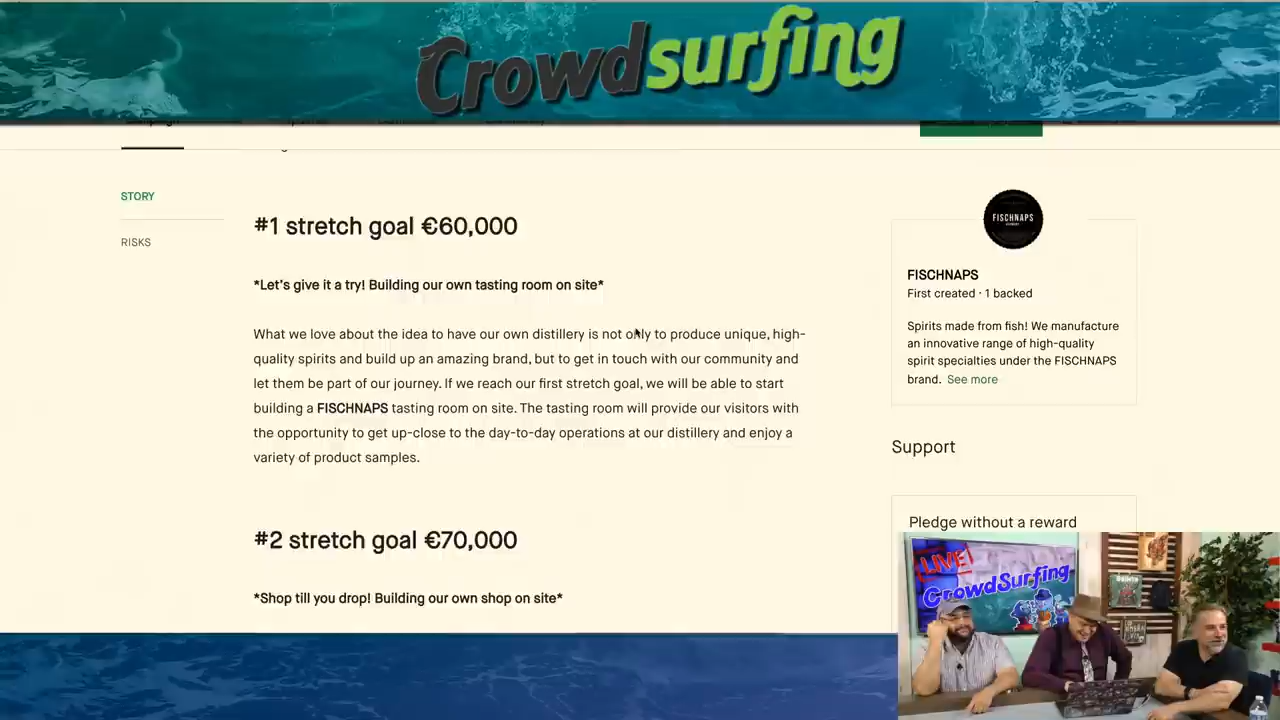 Crowdsurfing
STORY
RISKS
#1 stretch goal €60,000
*Let's give it a try! Building our own tasting room on site*
What we love about the idea to have our own distillery is not only to produce unique, high-
quality spirits and build up an amazing brand, but to get in touch with our community and
let them be part of our journey. If we reach our first stretch goal, we will be able to start
building a FISCHNAPS tasting room on site. The tasting room will provide our visitors with
the opportunity to get up-close to the day-to-day operations at our distillery and enjoy a
variety of product samples.
#2 stretch goal €70,000
*Shop till you drop! Building our own shop on site*
FISCHNAPS
FISCHNAPS
First created · 1 backed
Spirits made from fish! We manufacture
an innovative range of high-quality
spirit specialties under the FISCHNAPS
brand. See more
Support
Pledge without a reward
LIVE!
CrowdSurfing